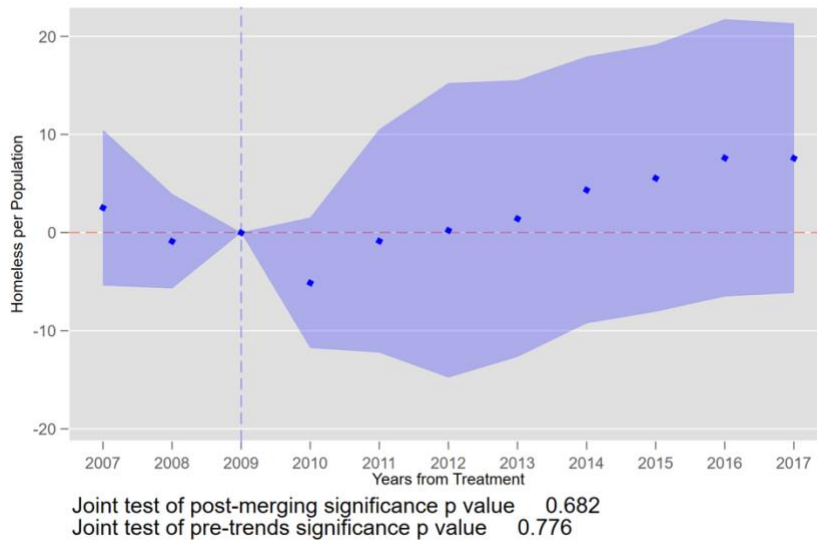 20
10
0
-10
-20
Homeless per Population
2007 2008 2009 2010 2011 2012 2013 2014 2015 2016 2017
Years from Treatment
Joint test of post-merging significance p value 0.682
Joint test of pre-trends significance p value 0.776